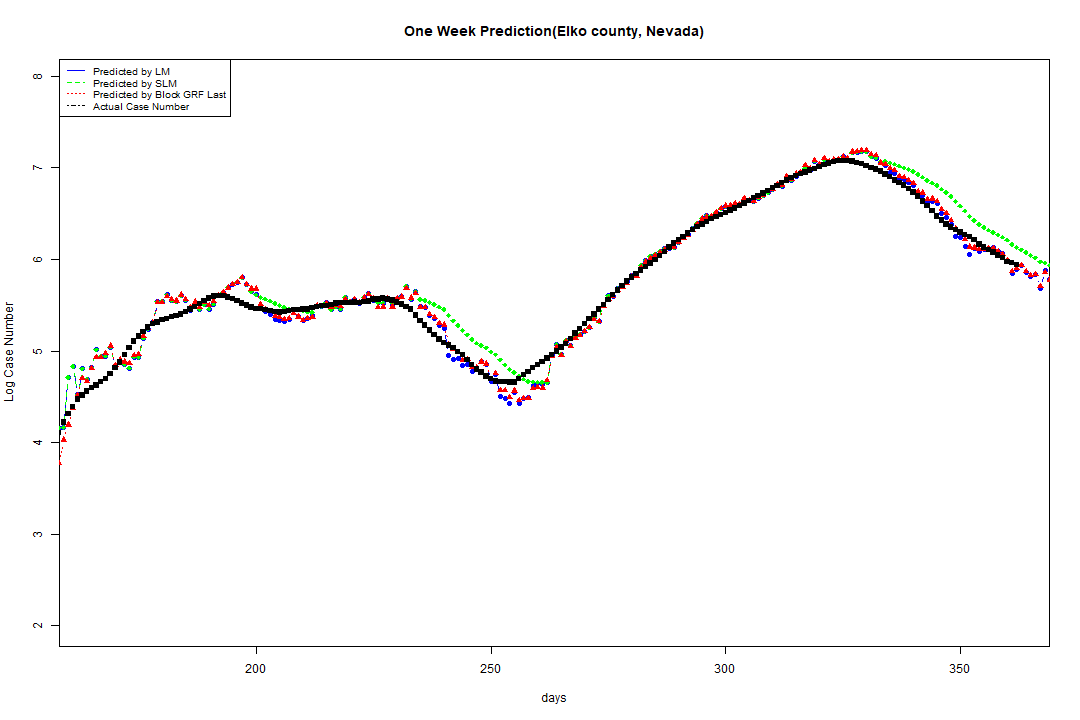 One Week Prediction(Elko county, Nevada)
Predicted by LM
Predicted by SLM
Predicted by Block GRF Last
Actual Case Number
Log Case Number
8
7
6
5
4
3
2
200
250
300
350
days